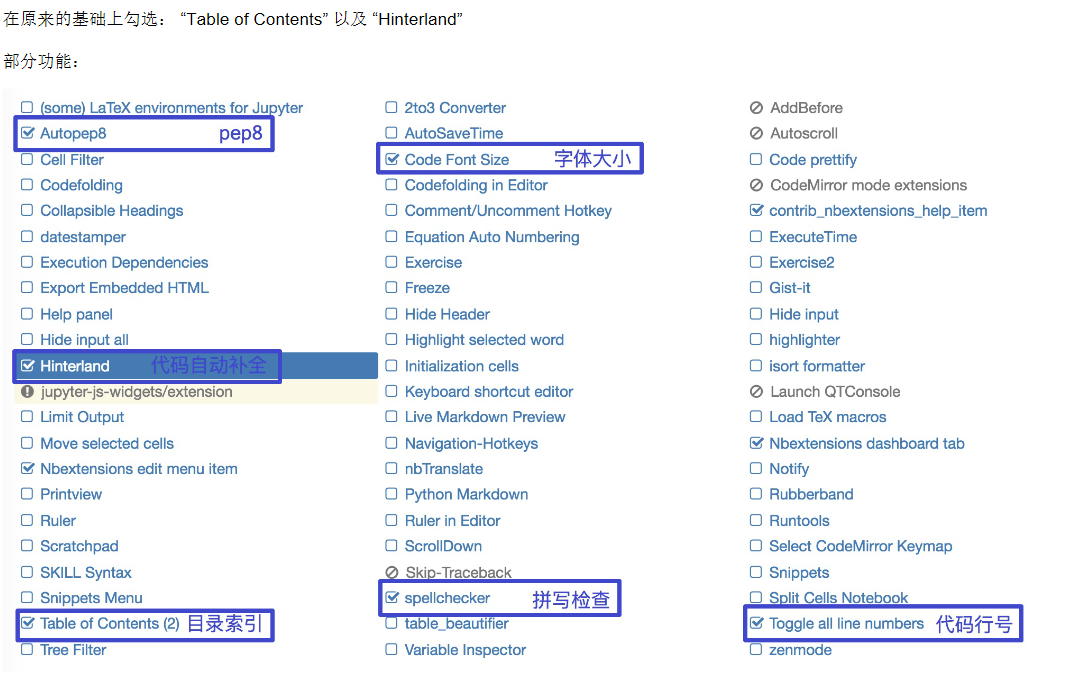 在原来的基础上勾选： “Table of Contents” 以及 “Hinterland”
部分功能：
(some) LaTeX environments for Jupyter
2to3 Converter
AddBefore
Autopep8 pep8
AutoSaveTime
Autoscroll
Cell Filter
Code Font Size 字体大小
Code prettify
Codefolding
Codefolding in Editor
CodeMirror mode extensions
Collapsible Headings
Comment/Uncomment Hotkey
contrib_nbextensions_help_item
datestamper
Equation Auto Numbering
ExecuteTime
Execution Dependencies
Exercise
Exercise2
Export Embedded HTML
Freeze
Gist-it
Help panel
Hide Header
Hide input
Hide input all
Highlight selected word
highlighter
Hinterland 代码自动补全
Initialization cells
isort formatter
jupyter-js-widgets/extension
Keyboard shortcut editor
Launch QTConsole
Limit Output
Live Markdown Preview
Load TeX macros
Move selected cells
Navigation-Hotkeys
Nbextensions dashboard tab
Nbextensions edit menu item
nbTranslate
Notify
Printview
Python Markdown
Rubberband
Ruler
Ruler in Editor
Runtools
Scratchpad
ScrollDown
Select CodeMirror Keymap
SKILL Syntax
Skip-Traceback
Snippets
Snippets Menu
spellchecker 拼写检查
Split Cells Notebook
Table of Contents (2) 目录索引
table_beautifier
Toggle all line numbers 代码行号
Tree Filter
Variable Inspector
zenmode